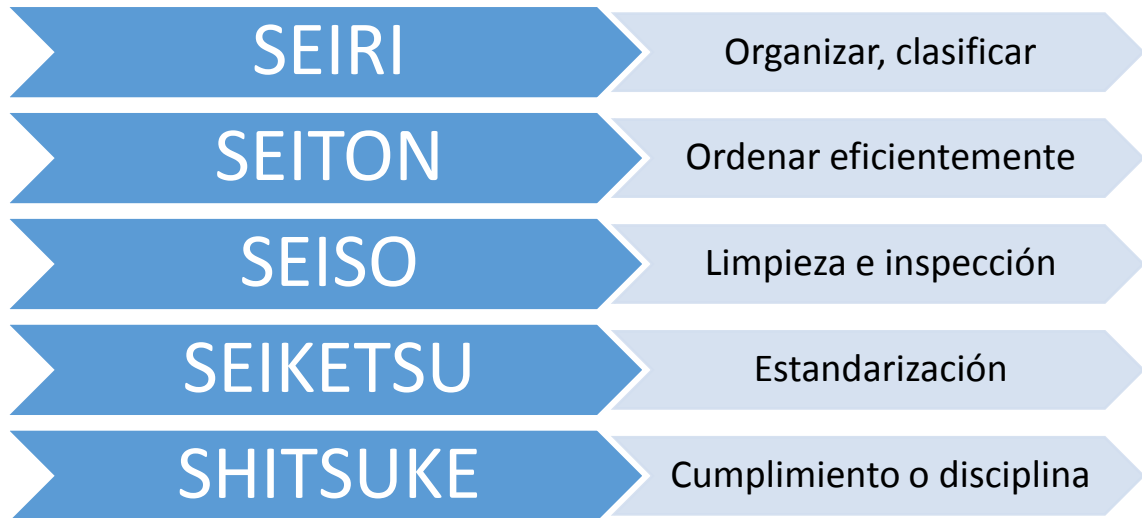 SEIRI
Organizar, clasificar
SEITON
Ordenar eficientemente
SEISO
Limpieza e inspección
SEIKETSU
Estandarización
SHITSUKE
Cumplimiento o disciplina